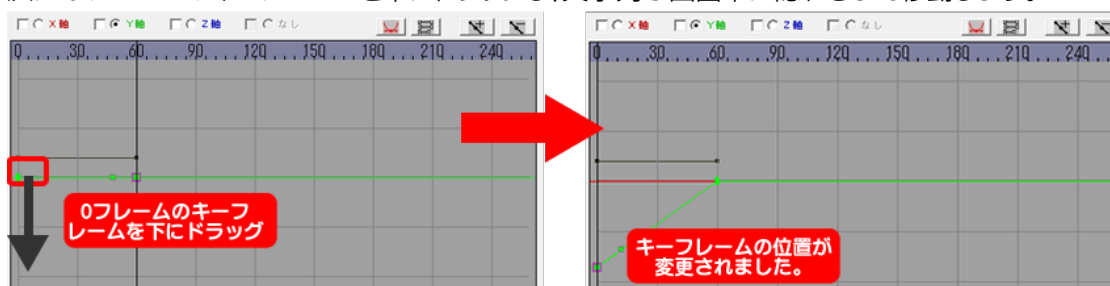 X軸 Y軸 Z軸 なし
0 30 60 90 120 150 180 210 240
0フレームのキーフ
レームを下にドラッグ
X軸 Y軸 Z軸 なし
0 30 60 90 120 150 180 210 240
キーフレームの位置が
変更されました。